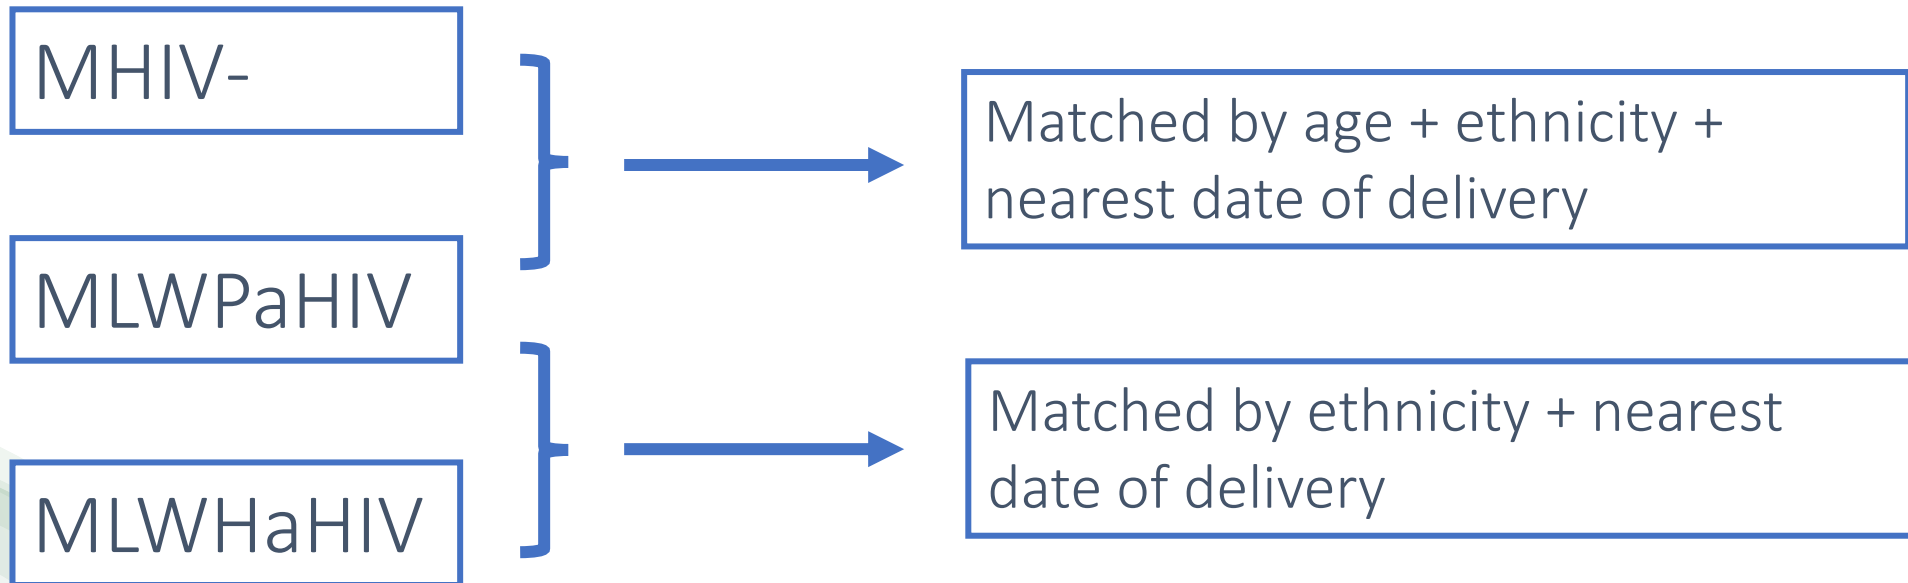 MHIV-
Matched by age + ethnicity +
nearest date of delivery
MLWPaHIV
Matched by ethnicity + nearest
date of delivery
MLWHaHIV